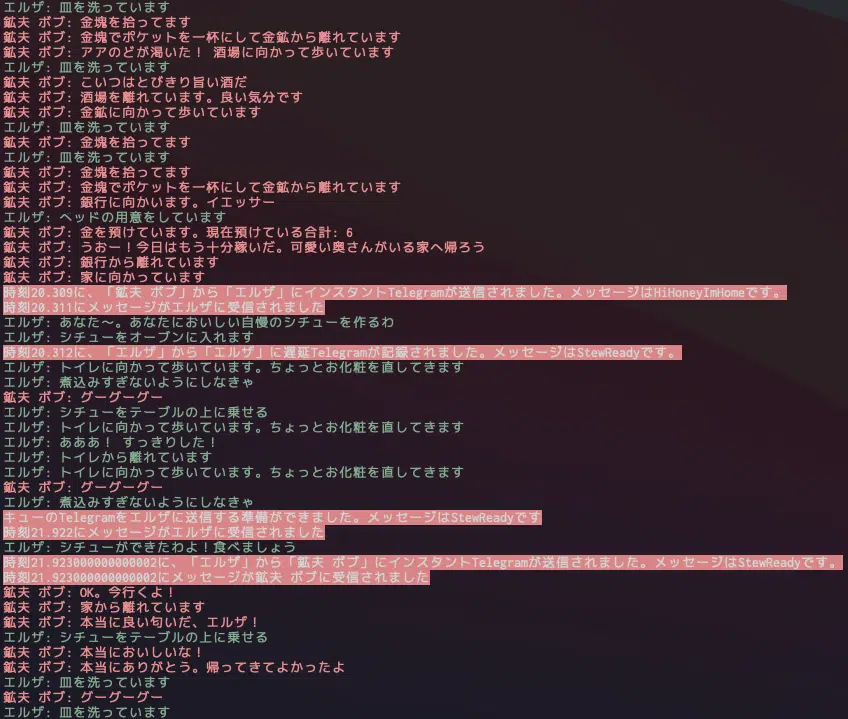 エルザ: 皿を洗っています
鉱夫 ボブ: 金塊を拾ってます
鉱夫 ボブ: 金塊でポケットを一杯にして金鉱から離れています
鉱夫 ボブ: アアのどが渇いた！ 酒場に向かって歩いています
エルザ: 皿を洗っています
鉱夫 ボブ: こいつはとびきり旨い酒だ
鉱夫 ボブ: 酒場を離れています。良い気分です
鉱夫 ボブ: 金鉱に向かって歩いています
エルザ: 皿を洗っています
鉱夫 ボブ: 金塊を拾ってます
エルザ: 皿を洗っています
鉱夫 ボブ: 金塊を拾ってます
鉱夫 ボブ: 金塊でポケットを一杯にして金鉱から離れています
鉱夫 ボブ: 銀行に向かいます。イエッサー
エルザ: ヘッドの用意をしています
鉱夫 ボブ: 金を預けています。現在預けている合計: 6
鉱夫 ボブ: うおー！今日はもう十分稼いだ。可愛い奥さんがいる家へ帰ろう
鉱夫 ボブ: 銀行から離れています
鉱夫 ボブ: 家に向かっています
時刻20.309に、「鉱夫 ボブ」から「エルザ」にインスタントTelegramが送信されました。メッセージはHiHoneyImHomeです。
時刻20.311にメッセージがエルザに受信されました
エルザ: あなた〜。あなたにおいしい自慢のシチューを作るわ
エルザ: シチューをオーブンに入れます
時刻20.312に、「エルザ」から「エルザ」に遅延Telegramが記録されました。メッセージはStewReadyです。
エルザ: トイレに向かって歩いています。ちょっとお化粧を直してきます
エルザ: 煮込みすぎないようにしなきゃ
鉱夫 ボブ: グーグーグー
エルザ: シチューをテーブルの上に乗せる
エルザ: トイレに向かって歩いています。ちょっとお化粧を直してきます
エルザ: あああ！ すっきりした！
エルザ: トイレから離れています
エルザ: トイレに向かって歩いています。ちょっとお化粧を直してきます
鉱夫 ボブ: グーグーグー
エルザ: 煮込みすぎないようにしなきゃ
キューのTelegramをエルザに送信する準備ができました。メッセージはStewReadyです
時刻21.922にメッセージがエルザに受信されました
エルザ: シチューができたわよ！食べましょう
時刻21.923000000000002に、「エルザ」から「鉱夫 ボブ」にインスタントTelegramが送信されました。メッセージはStewReadyです。
時刻21.923000000000002にメッセージが鉱夫 ボブに受信されました
鉱夫 ボブ: OK。今行くよ！
鉱夫 ボブ: 家から離れています
鉱夫 ボブ: 本当に良い匂いだ、エルザ！
エルザ: シチューをテーブルの上に乗せる
鉱夫 ボブ: 本当においしいな！
鉱夫 ボブ: 本当にありがとう。帰ってきてよかったよ
エルザ: 皿を洗っています
鉱夫 ボブ: グーグーグー
エルザ: 皿を洗っています